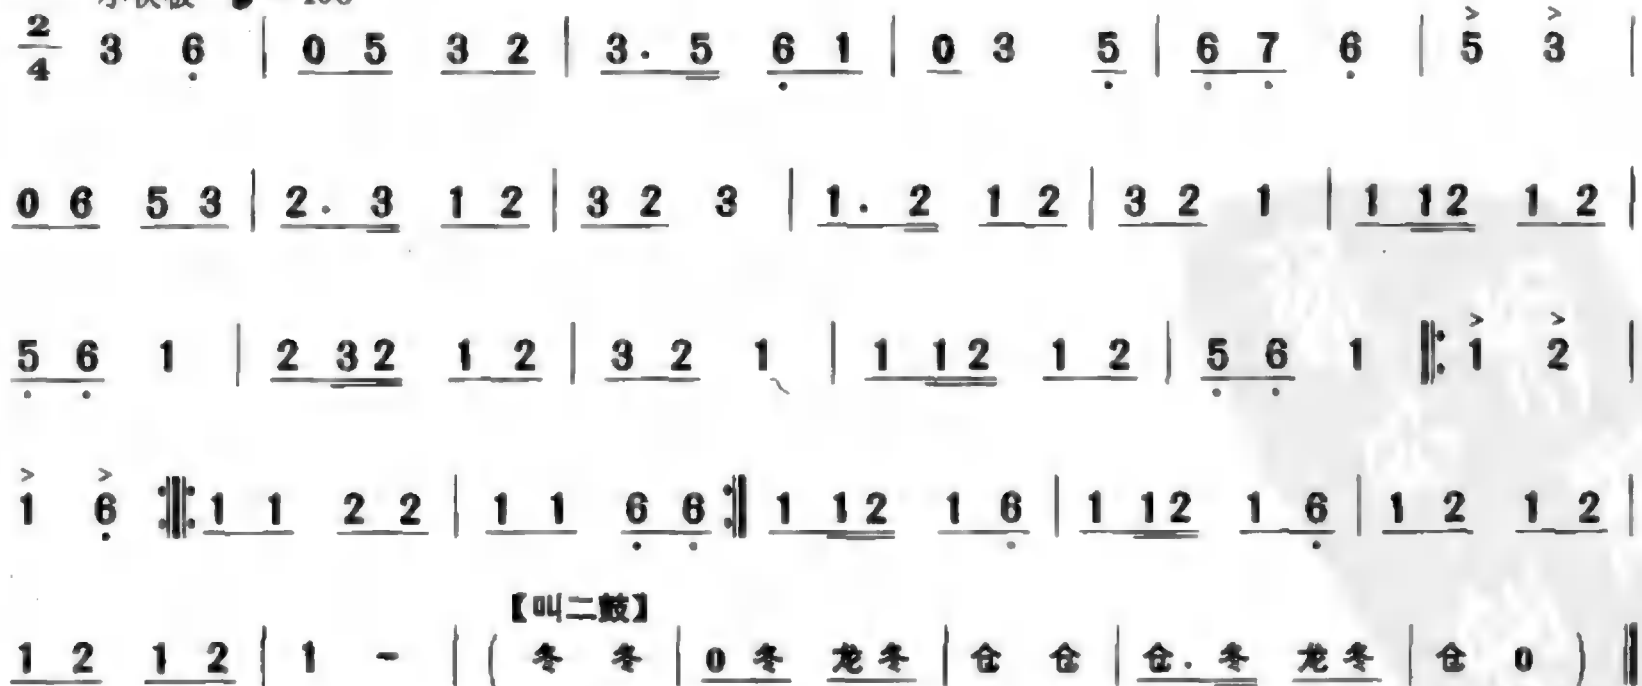 2/4 3 6̣ | 0 5 3 2 | 3. 5 6̣ 1 | 0 3 5̣ | 6̣ 7̣ 6̣ | 5 3 |
0 6 5 3 | 2. 3 1 2 | 3 2 3 | 1. 2 1 2 | 3 2 1 | 1 12 1 2 |
5̣ 6̣ 1 | 2 32 1 2 | 3 2 1 | 1 12 1 2 | 5̣ 6̣ 1 ‖: 1 2 |
1 6̣ :‖: 1 1 2 2 | 1 1 6̣ 6̣ :‖ 1 12 1 6̣ | 1 12 1 6̣ | 1 2 1 2 |
【叫二鼓】
1 2 1 2 | 1 - | ( 冬 冬 | 0 冬 龙冬 | 仓 仓 | 仓. 冬 龙冬 | 仓 0 ) ‖